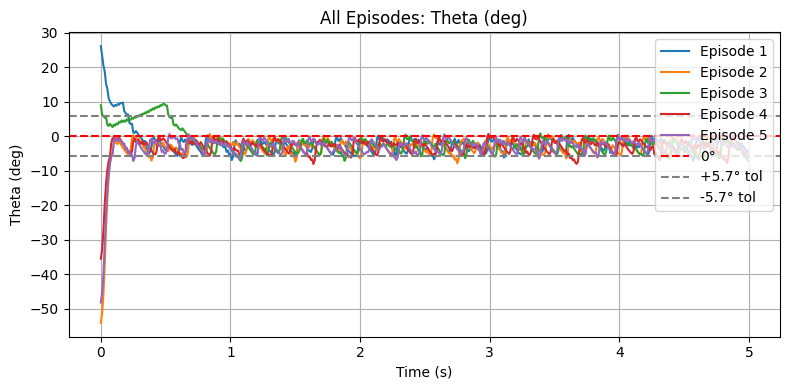 All Episodes: Theta (deg)
Theta (deg)
30
20
10
0
−10
−20
−30
−40
−50
0
1
2
3
4
5
Time (s)
Episode 1
Episode 2
Episode 3
Episode 4
Episode 5
0°
+5.7° tol
-5.7° tol